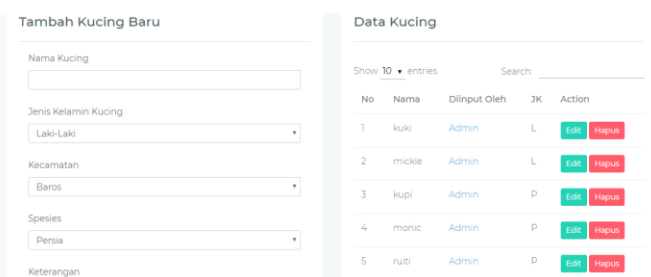 Tambah Kucing Baru
Nama Kucing
Jenis Kelamin Kucing
Laki-Laki
Kecamatan
Baros
Spesies
Persia
Keterangan
Data Kucing
Show 10 entries Search:
No Nama Diinput Oleh JK Action
1 kuki Admin L Edit Hapus
2 mickle Admin L Edit Hapus
3 kupi Admin P Edit Hapus
4 monic Admin P Edit Hapus
5 ruiti Admin P Edit Hapus